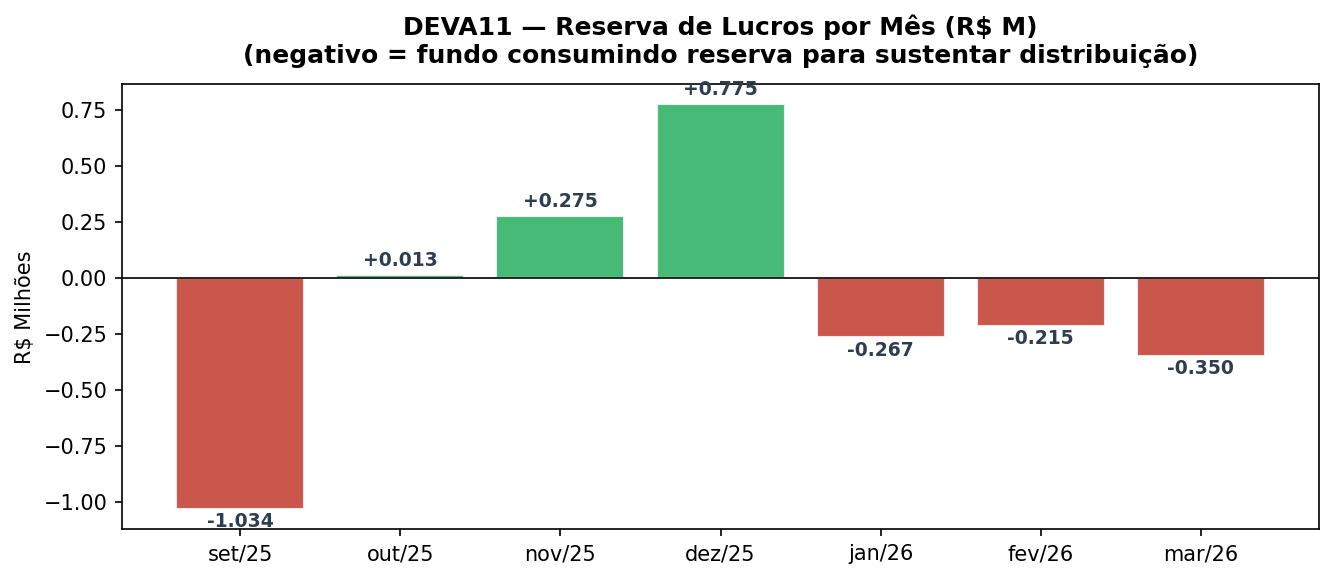 DEVA11 — Reserva de Lucros por Mês (R$ M)
(negativo = fundo consumindo reserva para sustentar distribuição)
R$ Milhões
0.75
0.50
0.25
0.00
−0.25
−0.50
−0.75
−1.00
-1.034
+0.013
+0.275
+0.775
-0.267
-0.215
-0.350
set/25
out/25
nov/25
dez/25
jan/26
fev/26
mar/26